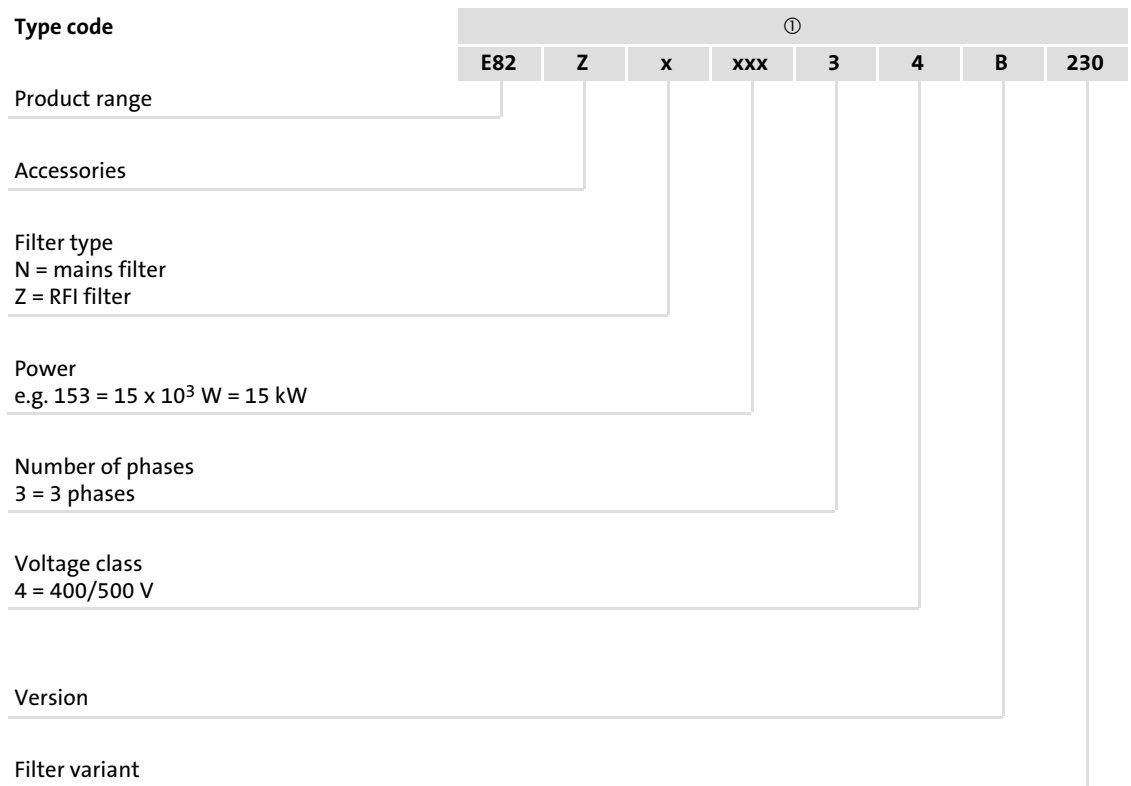 Type code ①
E82 Z x xxx 3 4 B 230
Product range
Accessories
Filter type
N = mains filter
Z = RFI filter
Power
e.g. 153 = 15 x 10³ W = 15 kW
Number of phases
3 = 3 phases
Voltage class
4 = 400/500 V
Version
Filter variant